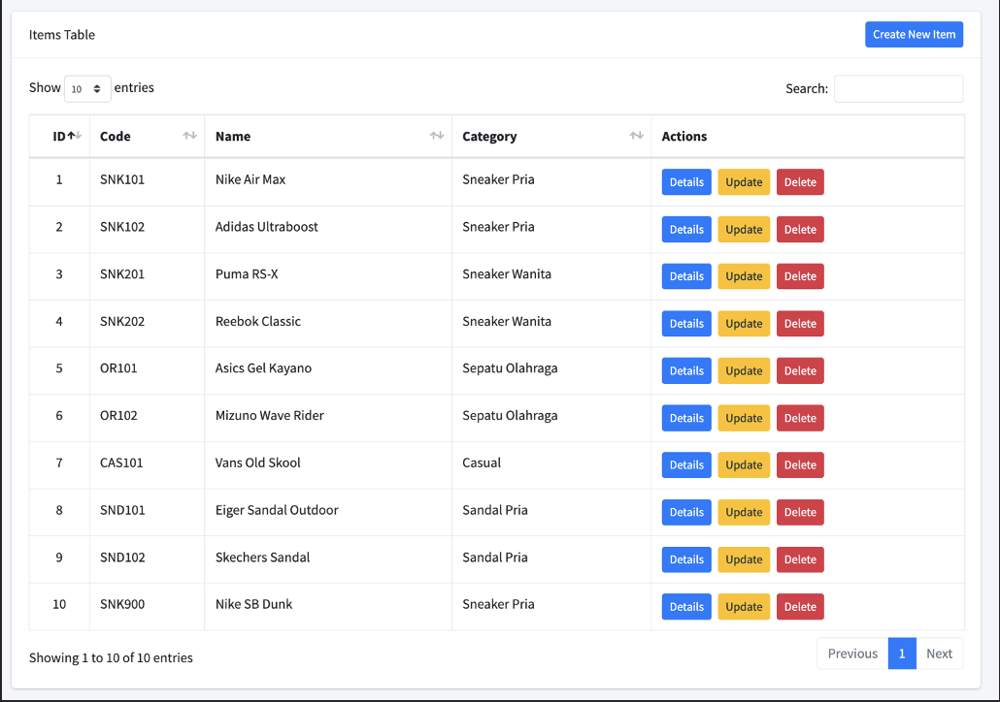 Items Table Create New Item
Show 10 entries Search:
ID Code Name Category Actions
1 SNK101 Nike Air Max Sneaker Pria Details Update Delete
2 SNK102 Adidas Ultraboost Sneaker Pria Details Update Delete
3 SNK201 Puma RS-X Sneaker Wanita Details Update Delete
4 SNK202 Reebok Classic Sneaker Wanita Details Update Delete
5 OR101 Asics Gel Kayano Sepatu Olahraga Details Update Delete
6 OR102 Mizuno Wave Rider Sepatu Olahraga Details Update Delete
7 CAS101 Vans Old Skool Casual Details Update Delete
8 SND101 Eiger Sandal Outdoor Sandal Pria Details Update Delete
9 SND102 Skechers Sandal Sandal Pria Details Update Delete
10 SNK900 Nike SB Dunk Sneaker Pria Details Update Delete
Showing 1 to 10 of 10 entries Previous 1 Next